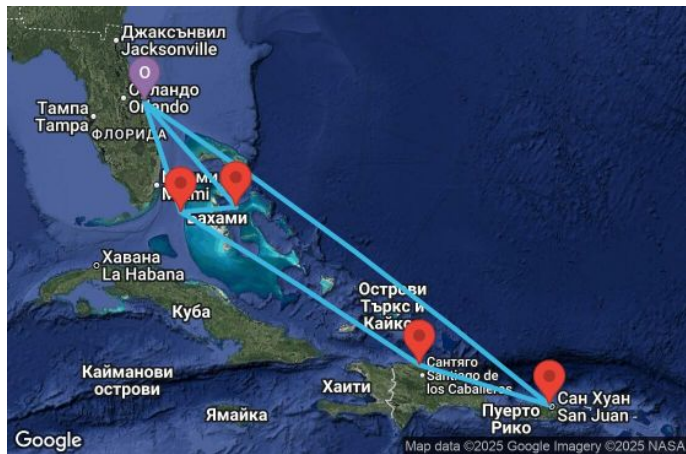 Джаксънвил
Jacksonville
O
Орландо
Orlando
Тампа
Tampa
ФЛОРИДА
Miami
Бахами
Хавана
La Habana
Куба
Острови
Търкс и
Кайкос
Кайманови
острови
Сантяго
Santiago de
los Caballeros
Хаити
Ямайка
Сан Хуан
San Juan
Пуерто
Рико
Google
Map data ©2025 Google Imagery ©2025 NASA